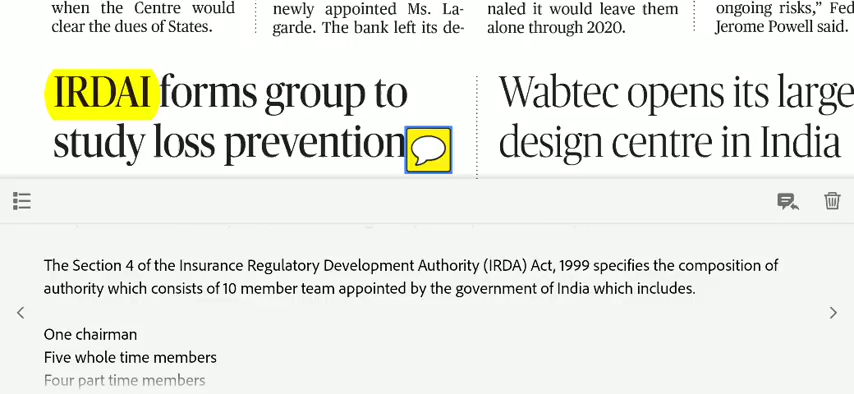 when the Centre would
clear the dues of States.
newly appointed Ms. La-
garde. The bank left its de-
naled it would leave them
alone through 2020.
ongoing risks,” Fed
Jerome Powell said.
IRDAI forms group to
study loss prevention
Wabtec opens its large
design centre in India
The Section 4 of the Insurance Regulatory Development Authority (IRDA) Act, 1999 specifies the composition of
authority which consists of 10 member team appointed by the government of India which includes.
One chairman
Five whole time members
Four part time members